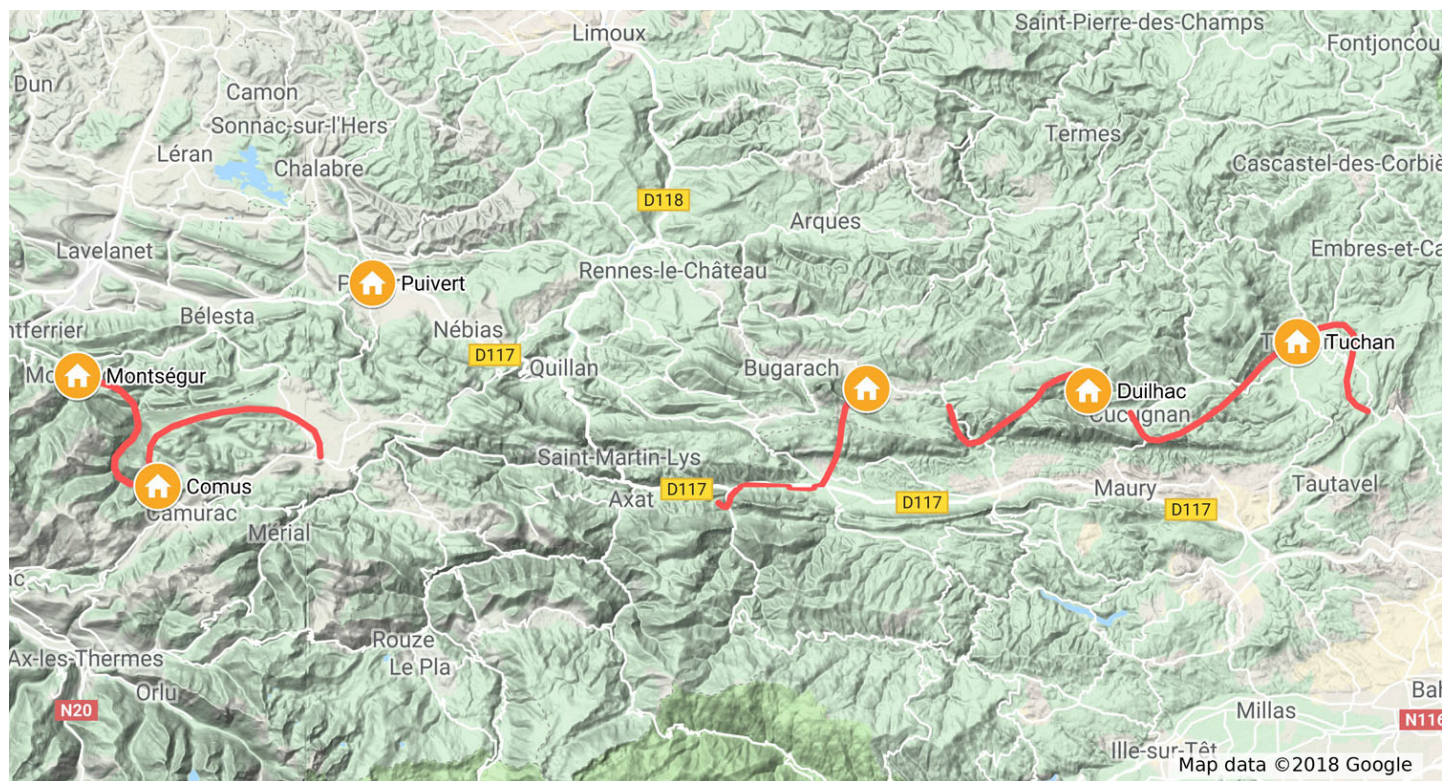 Limoux
Saint-Pierre-des-Champs
Fontjoncou
Dun
Camon
Sonnac-sur-l'Hers
Termes
Léran
Chalabre
Cascastel-des-Corbiè
D118
Arques
Lavelanet
Embres-et-Ca
Rennes-le-Château
Puivert
Bélesta
ntferrier
Nébias
Tuchan
D117
Quillan
Bugarach
Montségur
Duilhac
Cucugnan
Saint-Martin-Lys
Comus
D117
Axat
D117
Maury
Tautavel
D117
Camurac
Mérial
ac
Rouze
Ax-les-Thermes
Le Pla
Orlu
Bah
N20
Millas
N116
Ille-sur-Têt
Map data ©2018 Google